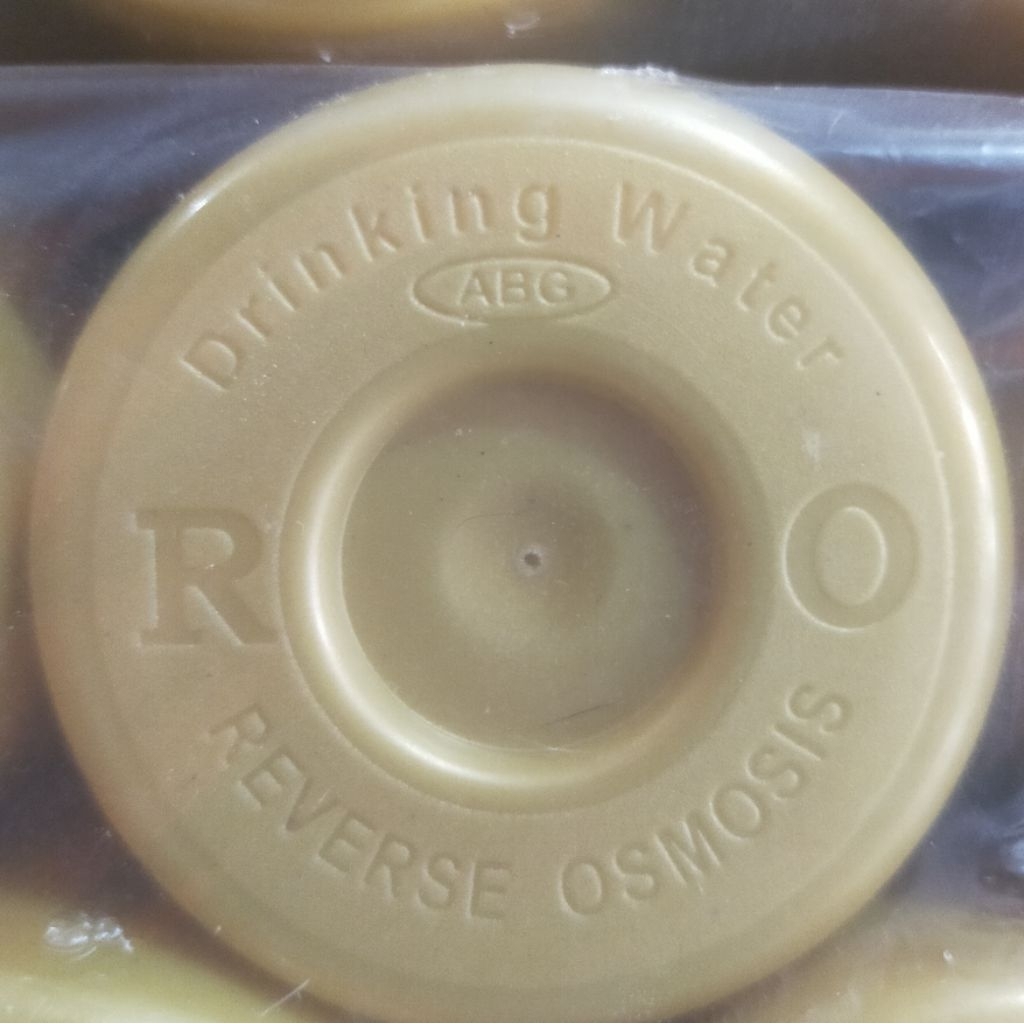 Drinking Water
ABG
R O
REVERSE OSMOSIS